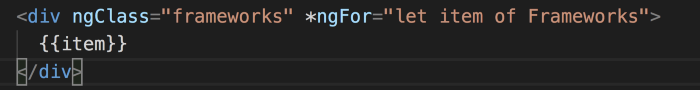 <div ngClass="frameworks" *ngFor="let item of Frameworks">
{{item}}
</div>